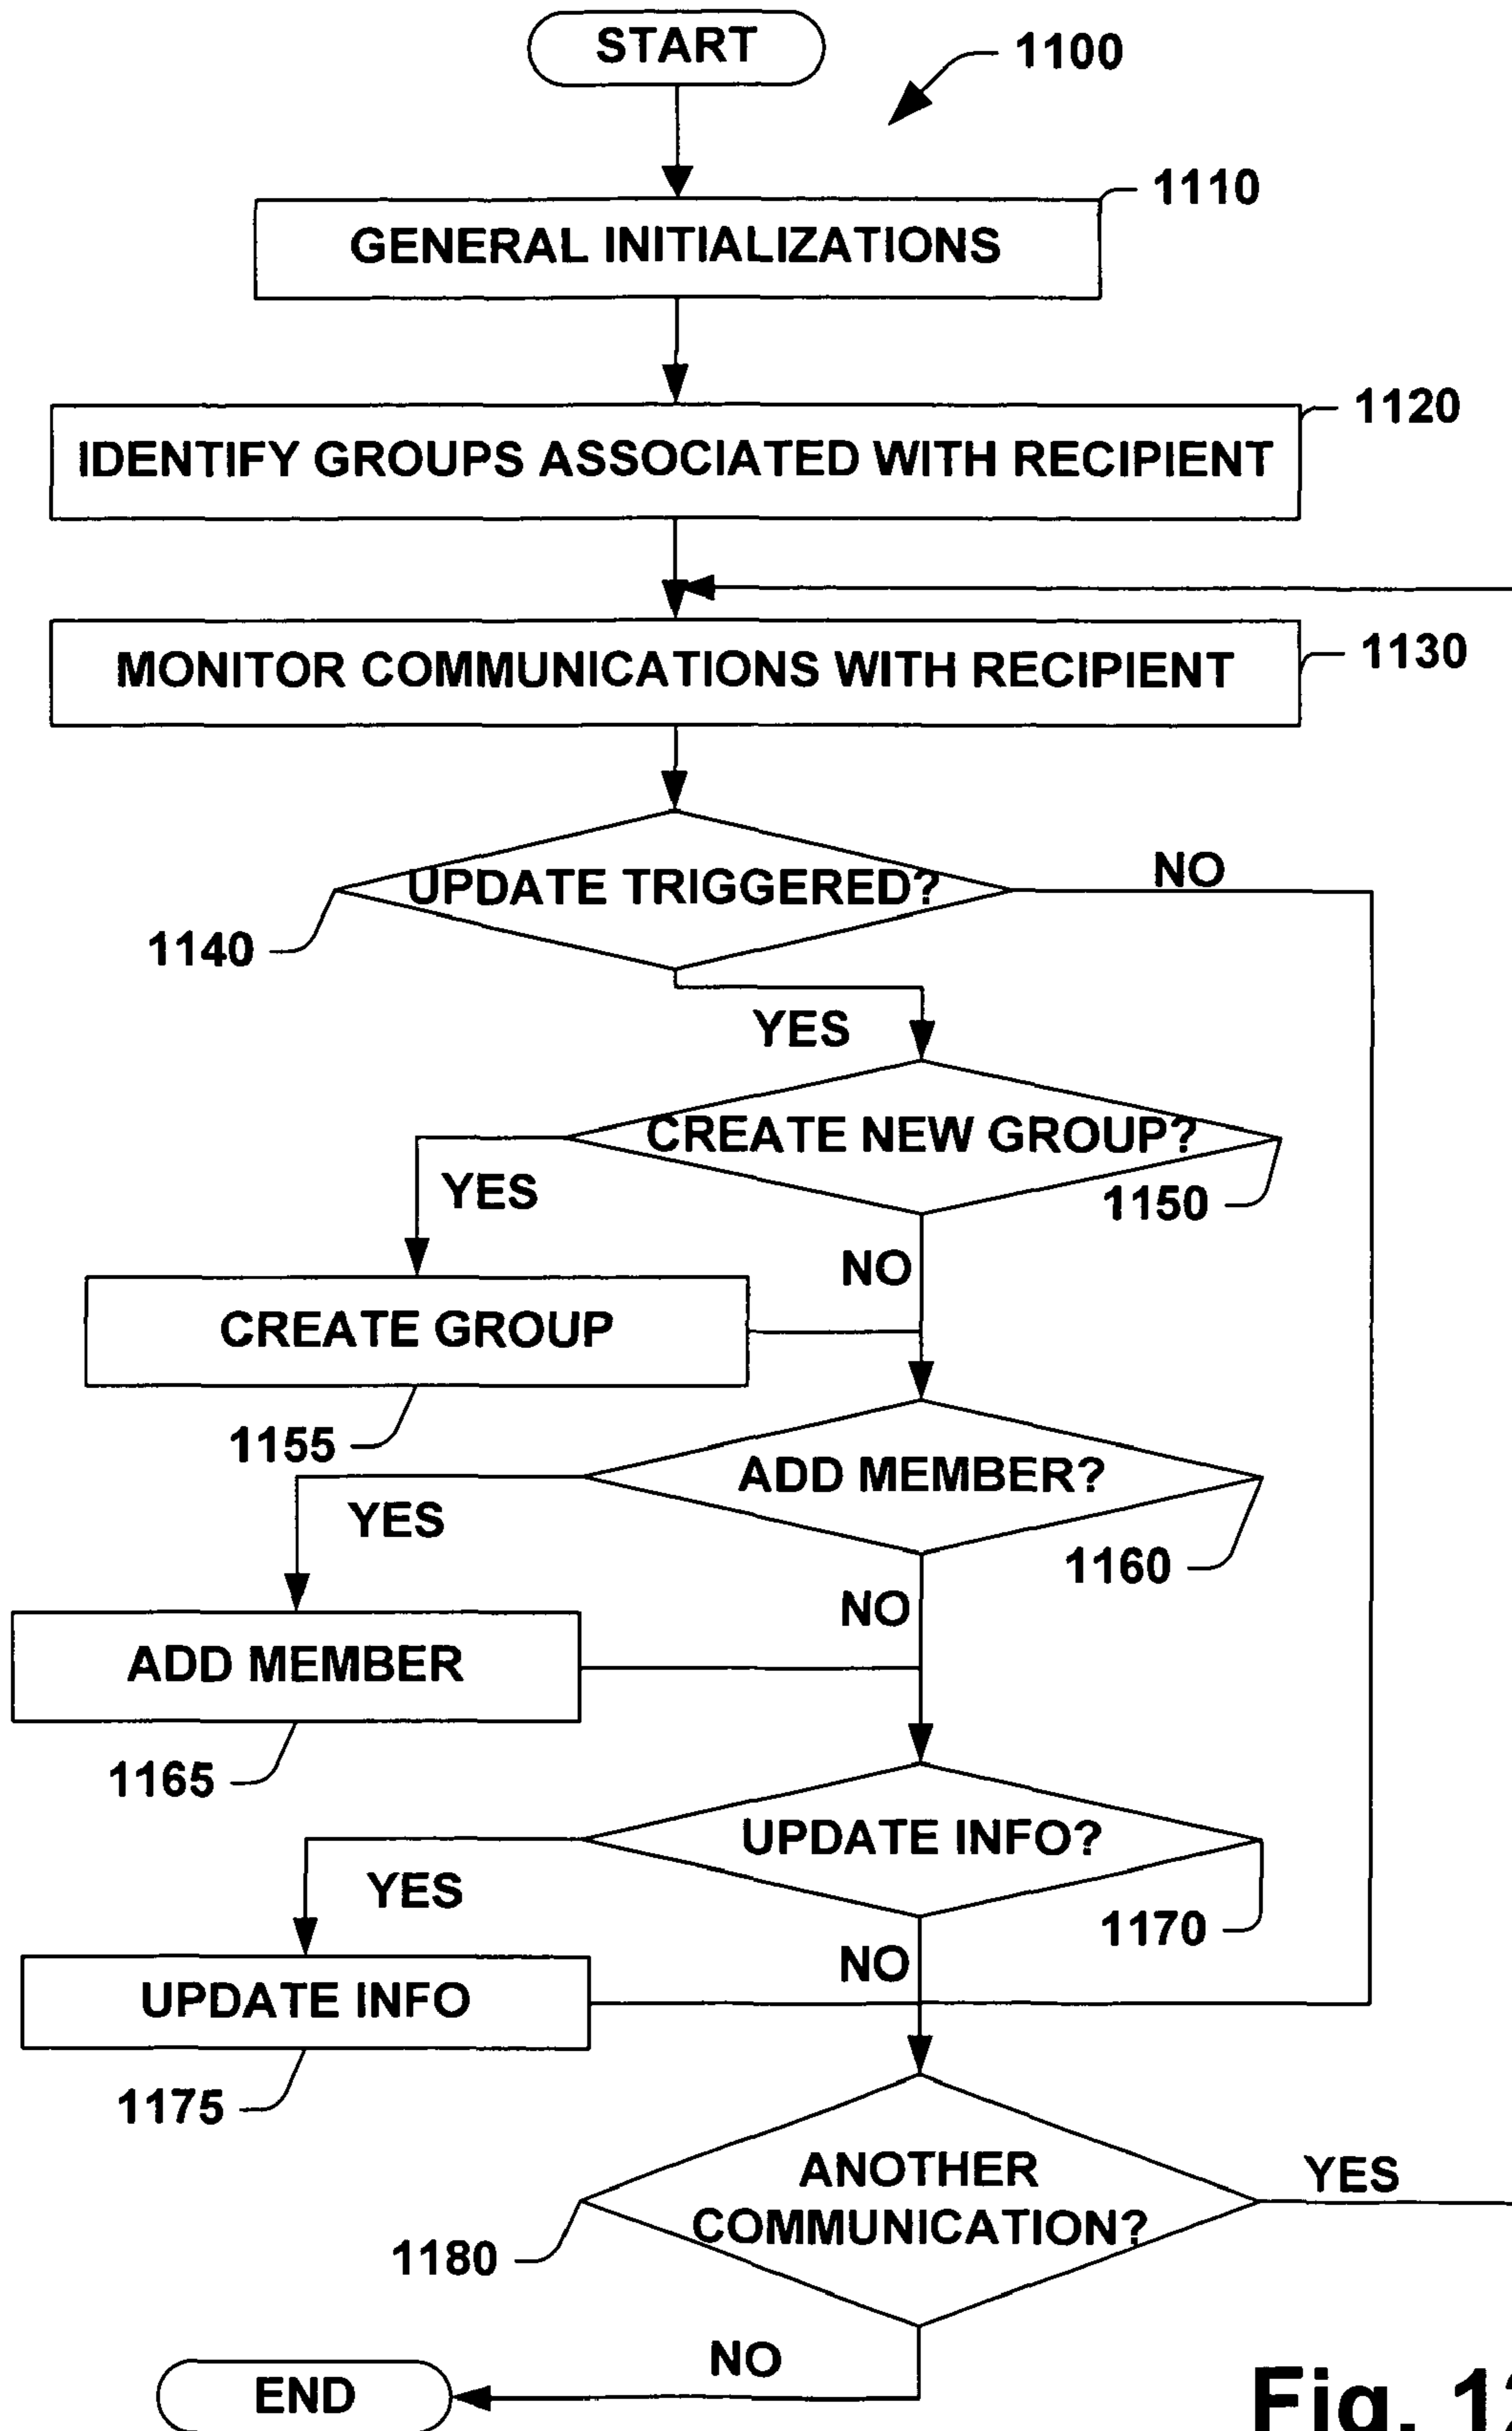 START
1100
1110
GENERAL INITIALIZATIONS
1120
IDENTIFY GROUPS ASSOCIATED WITH RECIPIENT
1130
MONITOR COMMUNICATIONS WITH RECIPIENT
UPDATE TRIGGERED?
NO
1140
YES
CREATE NEW GROUP?
YES
1150
NO
CREATE GROUP
1155
ADD MEMBER?
YES
1160
NO
ADD MEMBER
1165
UPDATE INFO?
YES
1170
NO
UPDATE INFO
1175
ANOTHER
COMMUNICATION?
YES
1180
NO
END
Fig.